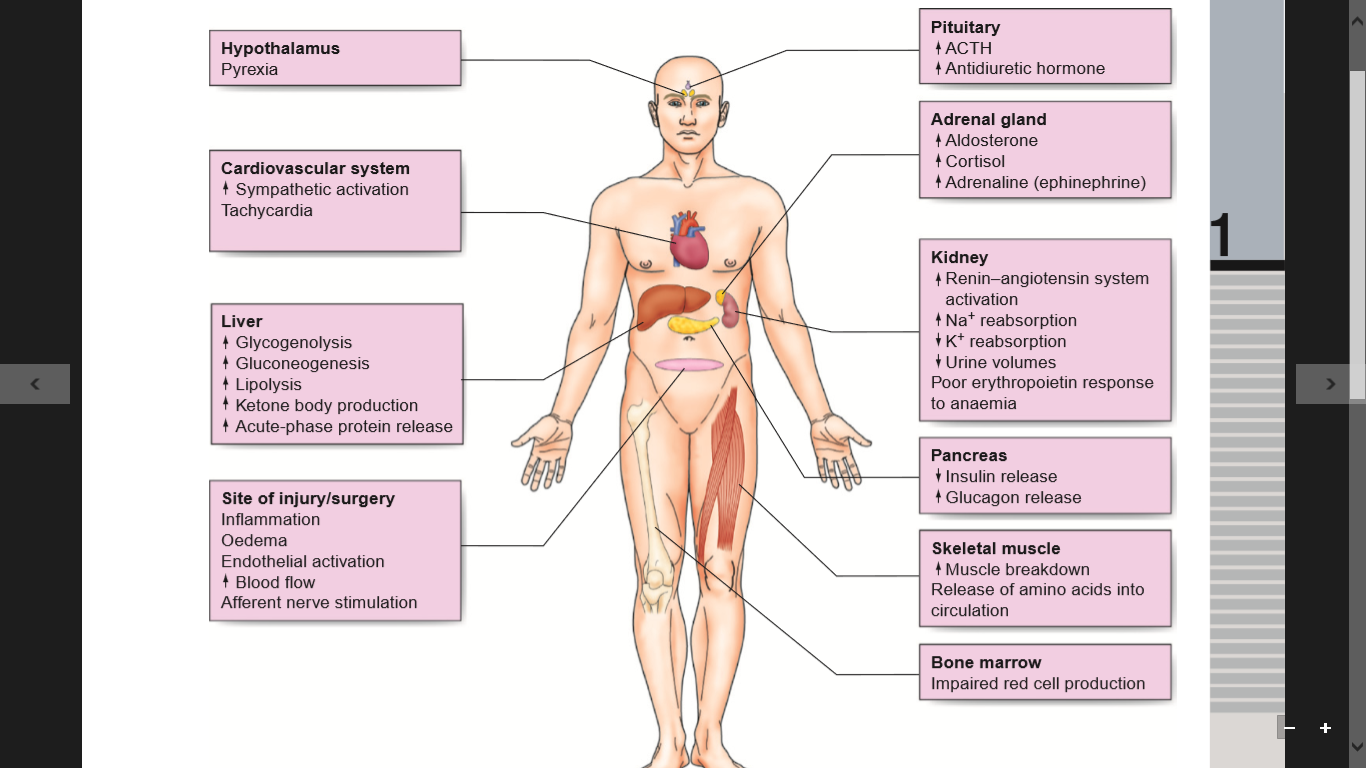 Hypothalamus
Pyrexia
Cardiovascular system
↑ Sympathetic activation
Tachycardia
Liver
↑ Glycogenolysis
↑ Gluconeogenesis
↑ Lipolysis
↑ Ketone body production
↑ Acute-phase protein release
Site of injury/surgery
Inflammation
Oedema
Endothelial activation
↑ Blood flow
Afferent nerve stimulation
Pituitary
↑ ACTH
↑ Antidiuretic hormone
Adrenal gland
↑ Aldosterone
↑ Cortisol
↑ Adrenaline (ephinephrine)
Kidney
↑ Renin–angiotensin system
activation
↑ Na⁺ reabsorption
↓ K⁺ reabsorption
↓ Urine volumes
Poor erythropoietin response
to anaemia
Pancreas
↓ Insulin release
↑ Glucagon release
Skeletal muscle
↑ Muscle breakdown
Release of amino acids into
circulation
Bone marrow
Impaired red cell production
1